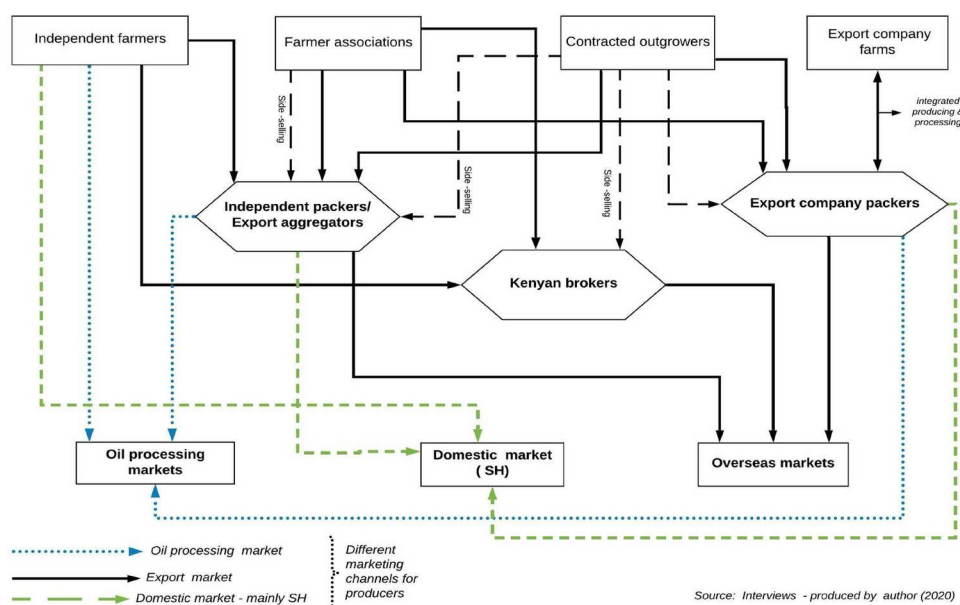 Independent farmers
Farmer associations
Contracted outgrowers
Export company
farms
integrated
producing &
processing
Side -selling
Side -selling
Side -selling
Independent packers/
Export aggregators
Export company packers
Kenyan brokers
Oil processing
markets
Domestic market
( SH)
Overseas markets
Oil processing market
Export market
Domestic market - mainly SH
Different
marketing
channels for
producers
Source: Interviews - produced by author (2020)